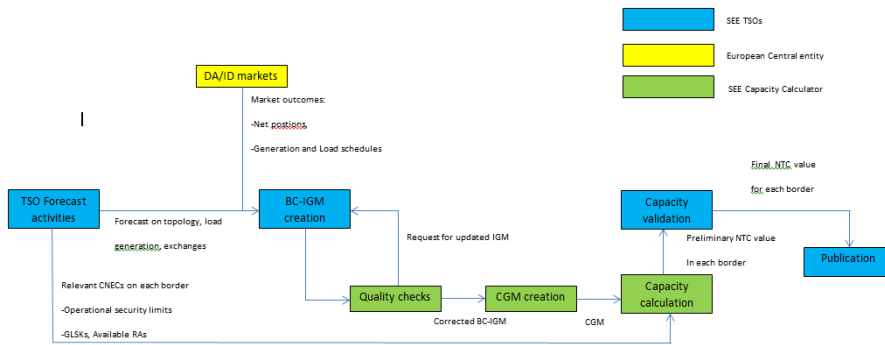 SEE TSOs
European Central entity
SEE Capacity Calculator
DA/ID markets
Market outcomes:
-Net postions,
-Generation and Load schedules
TSO Forecast
activities
Forecast on topology, load
generation, exchanges
BC-IGM
creation
Request for updated IGM
Relevant CNECs on each border
-Operational security limits
-GLSKs, Available RAs
Quality checks
Corrected BC-IGM
CGM creation
CGM
Capacity
calculation
Preliminary NTC value
In each border
Capacity
validation
Final NTC value
for each border
Publication